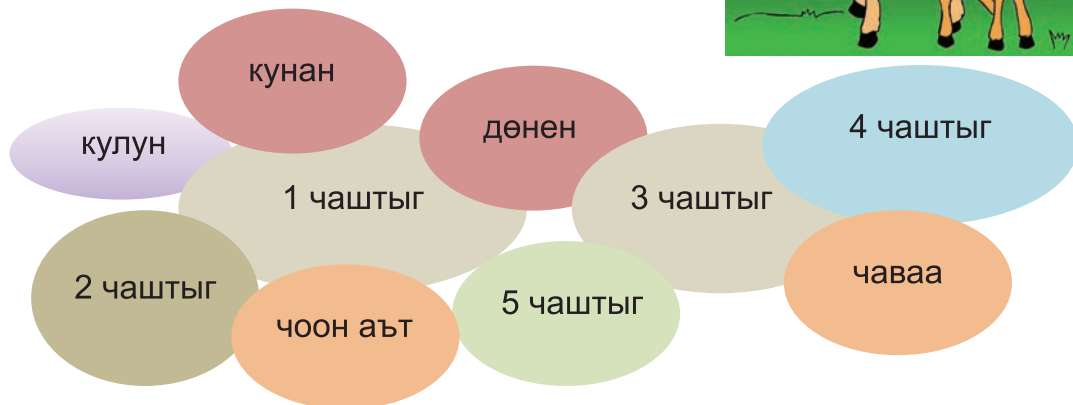 кунан
кулун
дөнен
4 чаштыг
1 чаштыг
3 чаштыг
2 чаштыг
чоон аът
5 чаштыг
чаваа